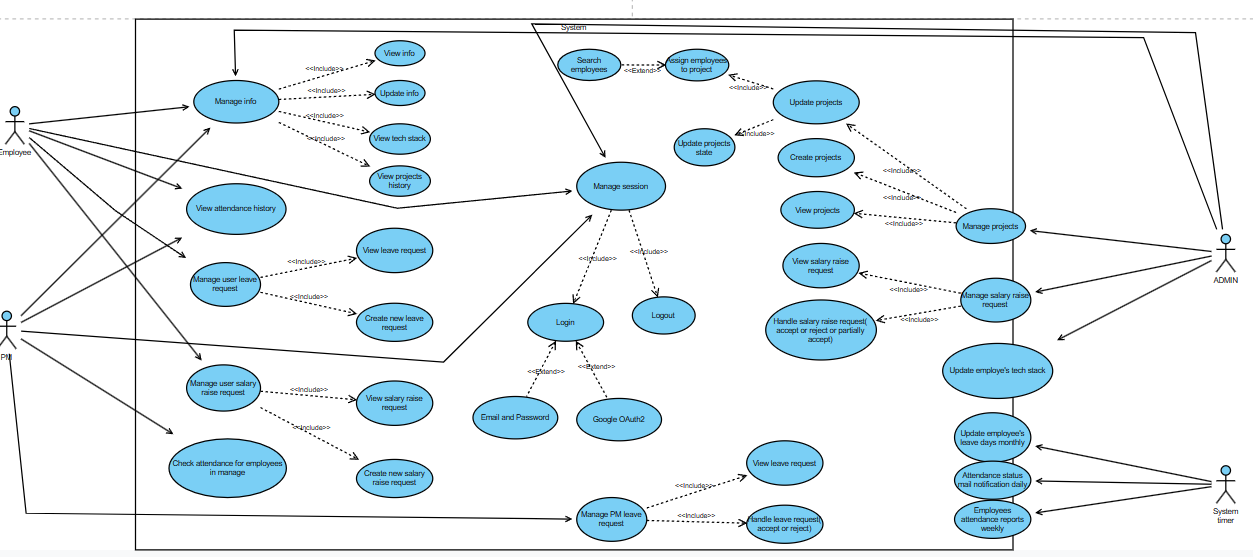 System
View info
Search
employees
<<Extend>>
Assign employees
to project
<<Include>>
<<Include>>
Update info
Manage info
<<Include>>
Update projects
<<Include>>
View tech stack
<<Include>>
Update projects
state
<<Include>>
Create projects
Employee
View projects
history
Manage session
<<Include>>
<<Include>>
View attendance history
View projects
<<Include>>
Manage projects
View leave request
<<Include>>
<<Include>>
<<Include>>
View salary raise
request
ADMIN
Manage user leave
request
<<Include>>
<<Include>>
Manage salary raise
request
Create new leave
request
Login
Logout
Handle salary raise request(
accept or reject or partially
accept)
<<Include>>
PM
<<Extend>>
<<Extend>>
Update employe's tech stack
Manage user salary
raise request
<<Include>>
View salary raise
request
Email and Password
Google OAuth2
<<Include>>
Update employee's
leave days monthly
Check attendance for employees
in manage
Create new salary
raise request
View leave request
<<Include>>
Attendance status
mail notification daily
Manage PM leave
request
<<Include>>
Handle leave request(
accept or reject)
Employees
attendance reports
weekly
System
timer